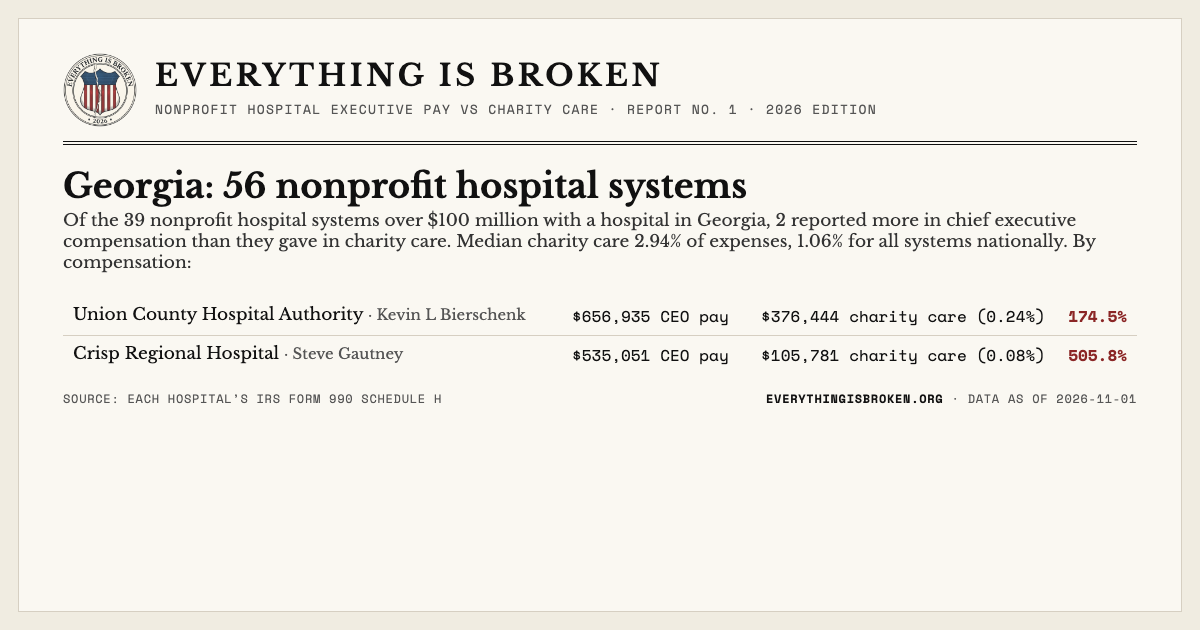 EVERYTHING IS BROKEN
2026
EVERYTHING IS BROKEN
NONPROFIT HOSPITAL EXECUTIVE PAY VS CHARITY CARE · REPORT NO. 1 · 2026 EDITION
Georgia: 56 nonprofit hospital systems
Of the 39 nonprofit hospital systems over $100 million with a hospital in Georgia, 2 reported more in chief executive
compensation than they gave in charity care. Median charity care 2.94% of expenses, 1.06% for all systems nationally. By
compensation:
Union County Hospital Authority · Kevin L Bierschenk $656,935 CEO pay $376,444 charity care (0.24%) 174.5%
Crisp Regional Hospital · Steve Gautney $535,051 CEO pay $105,781 charity care (0.08%) 505.8%
SOURCE: EACH HOSPITAL'S IRS FORM 990 SCHEDULE H
EVERYTHINGISBROKEN.ORG · DATA AS OF 2026-11-01